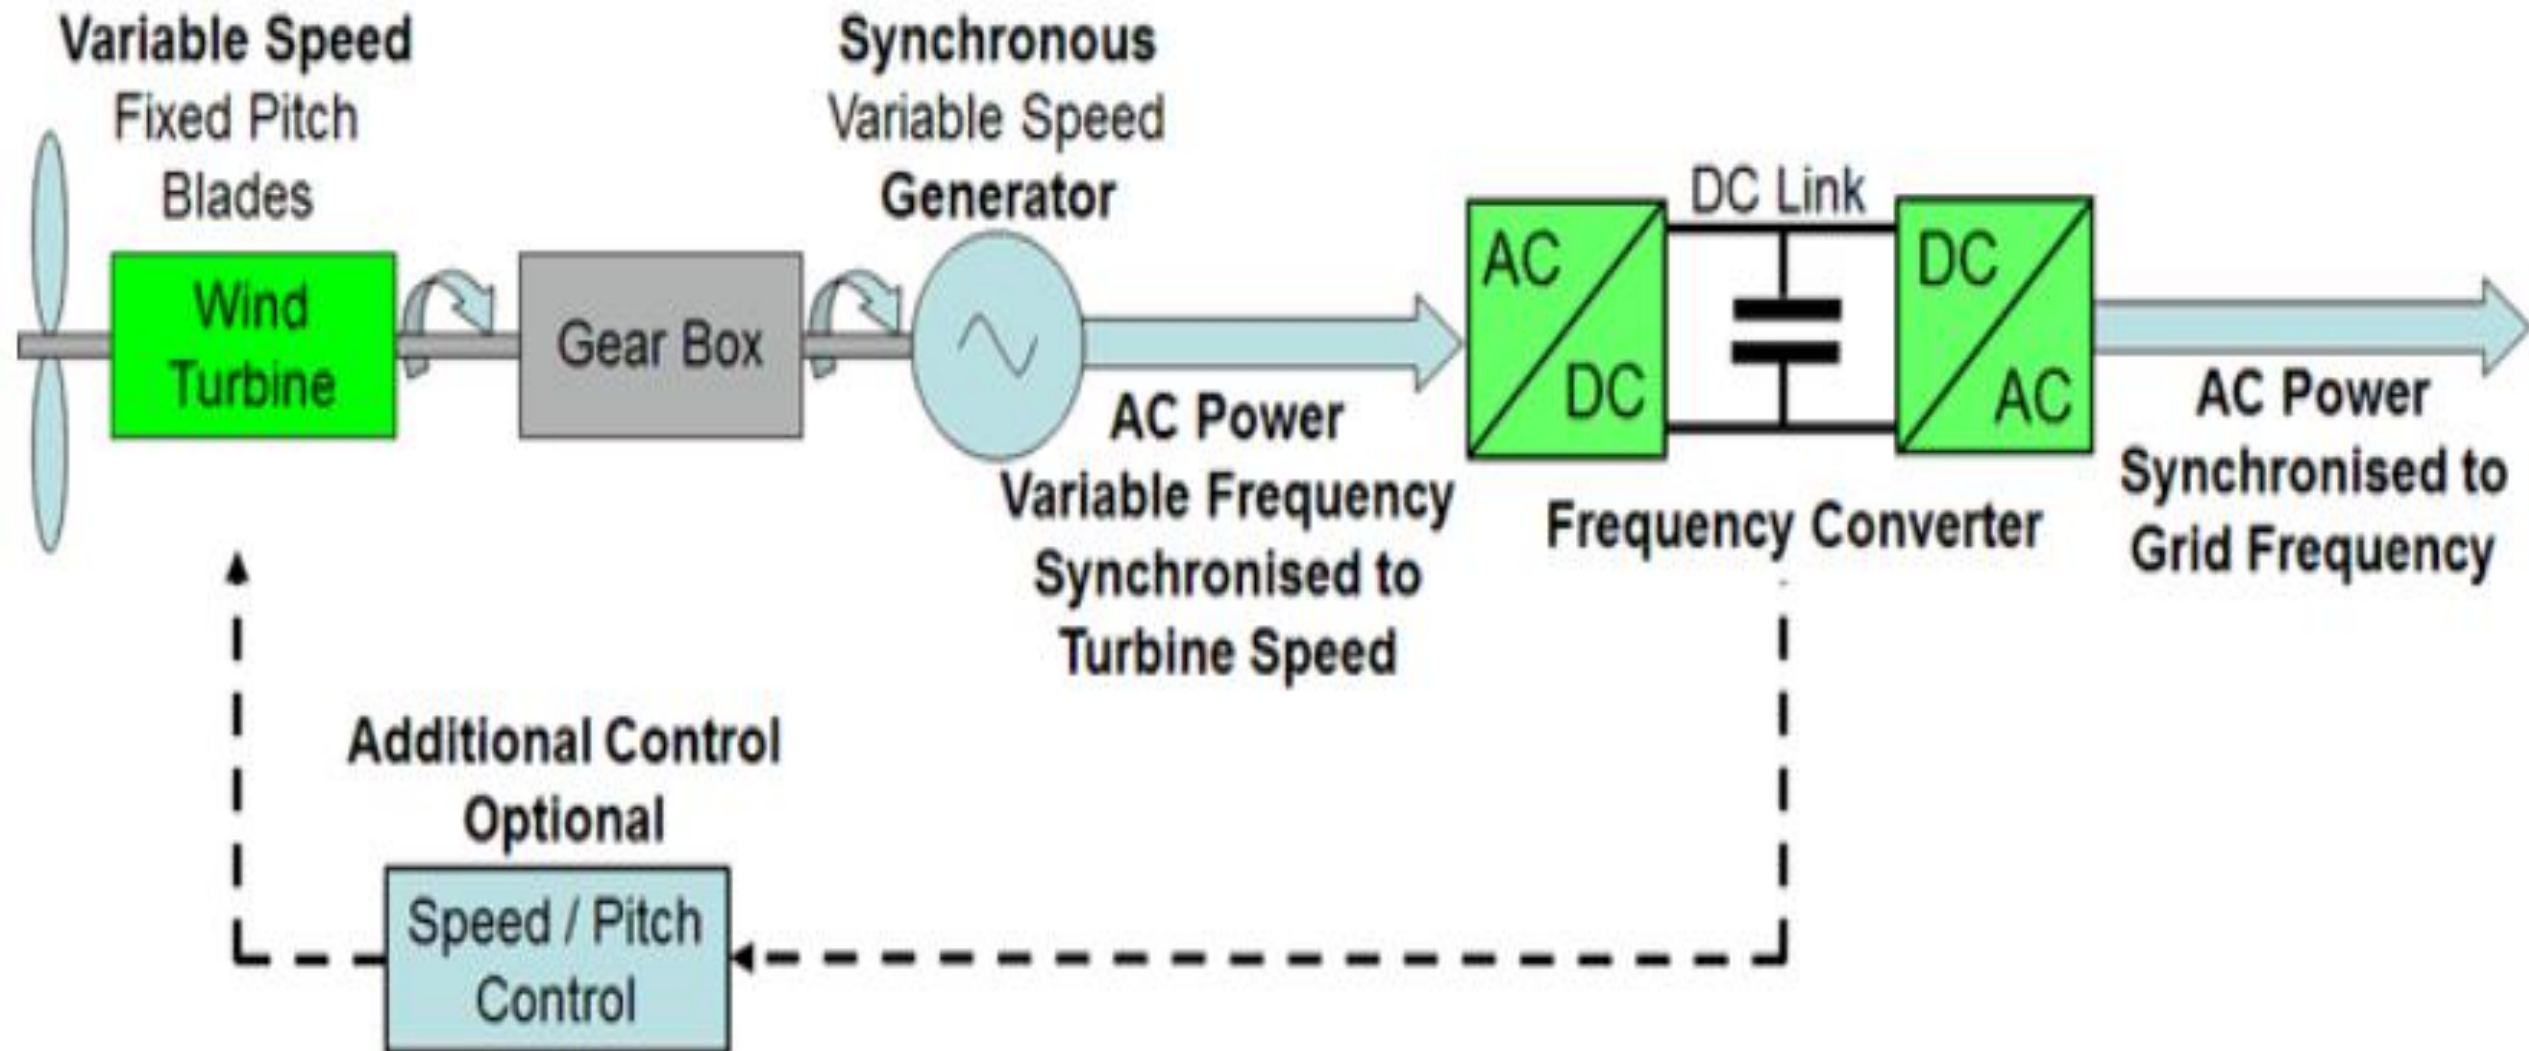 Variable Speed
Fixed Pitch
Blades
Wind
Turbine
Gear Box
Synchronous
Variable Speed
Generator
AC Power
Variable Frequency
Synchronised to
Turbine Speed
AC
DC
DC Link
DC
AC
Frequency Converter
AC Power
Synchronised to
Grid Frequency
Additional Control
Optional
Speed / Pitch
Control